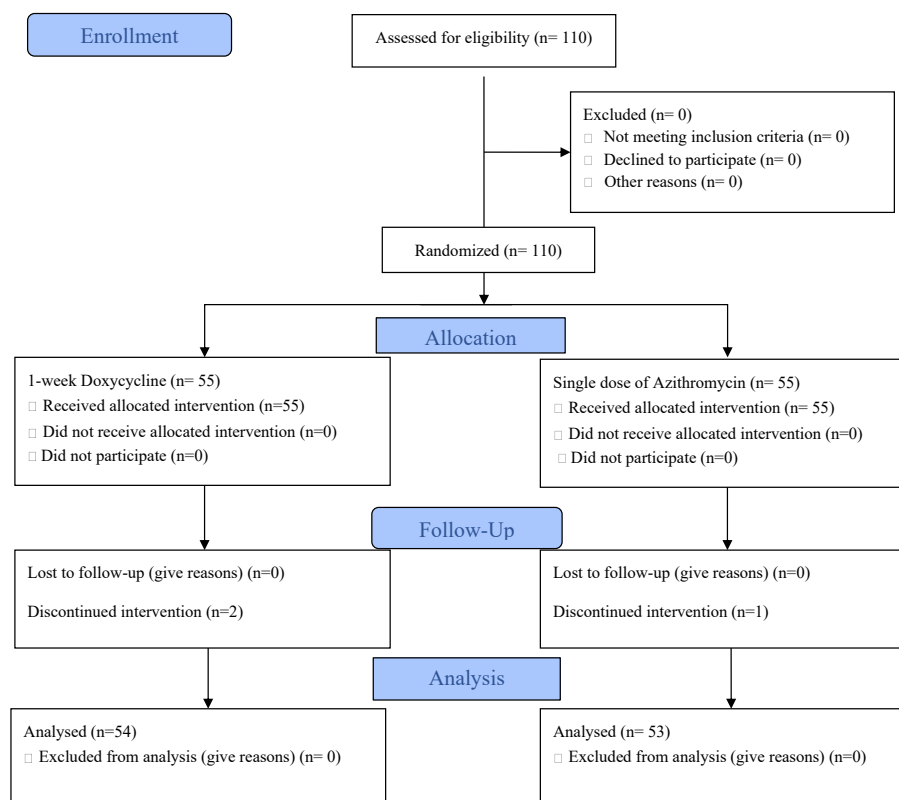 Enrollment
Assessed for eligibility (n= 110)
Excluded (n= 0)
Not meeting inclusion criteria (n= 0)
Declined to participate (n= 0)
Other reasons (n= 0)
Randomized (n= 110)
Allocation
1-week Doxycycline (n= 55)
Received allocated intervention (n=55)
Did not receive allocated intervention (n=0)
Did not participate (n=0)
Single dose of Azithromycin (n= 55)
Received allocated intervention (n= 55)
Did not receive allocated intervention (n=0)
Did not participate (n=0)
Follow-Up
Lost to follow-up (give reasons) (n=0)
Discontinued intervention (n=2)
Lost to follow-up (give reasons) (n=0)
Discontinued intervention (n=1)
Analysis
Analysed (n=54)
Excluded from analysis (give reasons) (n= 0)
Analysed (n= 53)
Excluded from analysis (give reasons) (n=0)